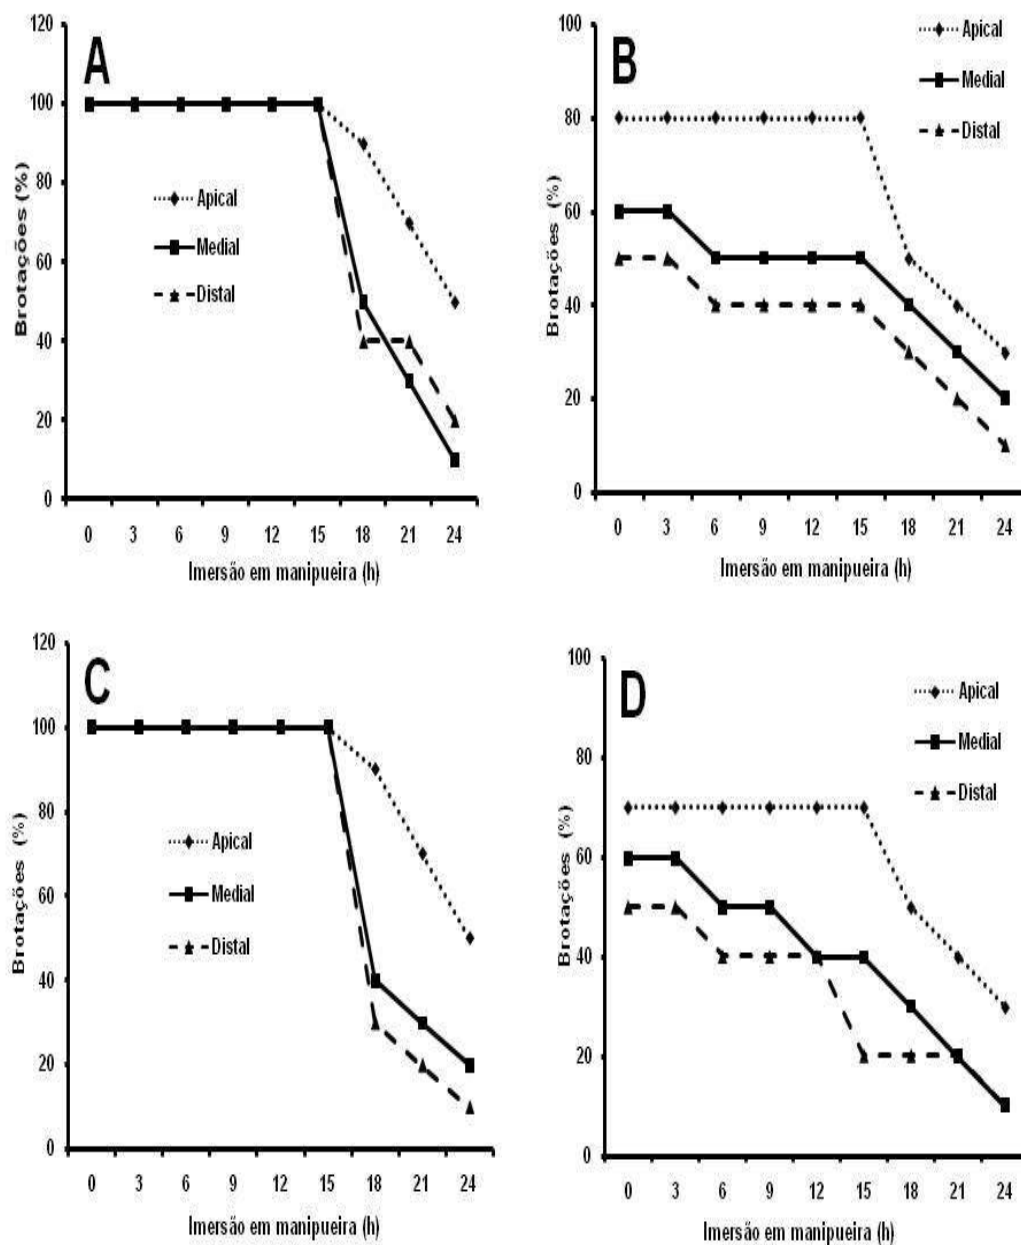 A
120
100
80
60
40
20
0
Brotações (%)
Apical
Medial
Distal
0 3 6 9 12 15 18 21 24
Imersão em manipueira (h)
B
100
80
60
40
20
0
Brotações (%)
Apical
Medial
Distal
0 3 6 9 12 15 18 21 24
Imersão em manipueira (h)
C
120
100
80
60
40
20
0
Brotações (%)
Apical
Medial
Distal
0 3 6 9 12 15 18 21 24
Imersão em manipueira (h)
D
100
80
60
40
20
0
Brotações (%)
Apical
Medial
Distal
0 3 6 9 12 15 18 21 24
Imersão em manipueira (h)